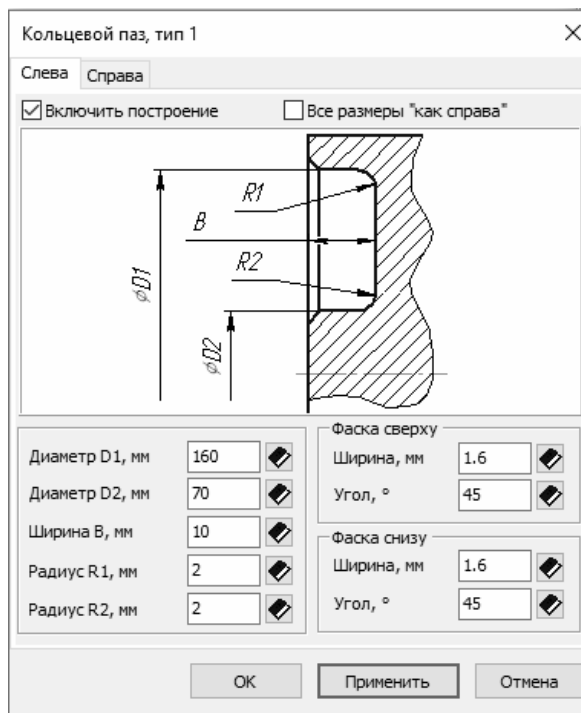 Кольцевой паз, тип 1
Слева Справа
Включить построение Все размеры "как справа"
R1
B
R2
⌀D1
⌀D2
Диаметр D1, мм 160
Диаметр D2, мм 70
Ширина В, мм 10
Радиус R1, мм 2
Радиус R2, мм 2
Фаска сверху
Ширина, мм 1.6
Угол, ° 45
Фаска снизу
Ширина, мм 1.6
Угол, ° 45
OK Применить Отмена